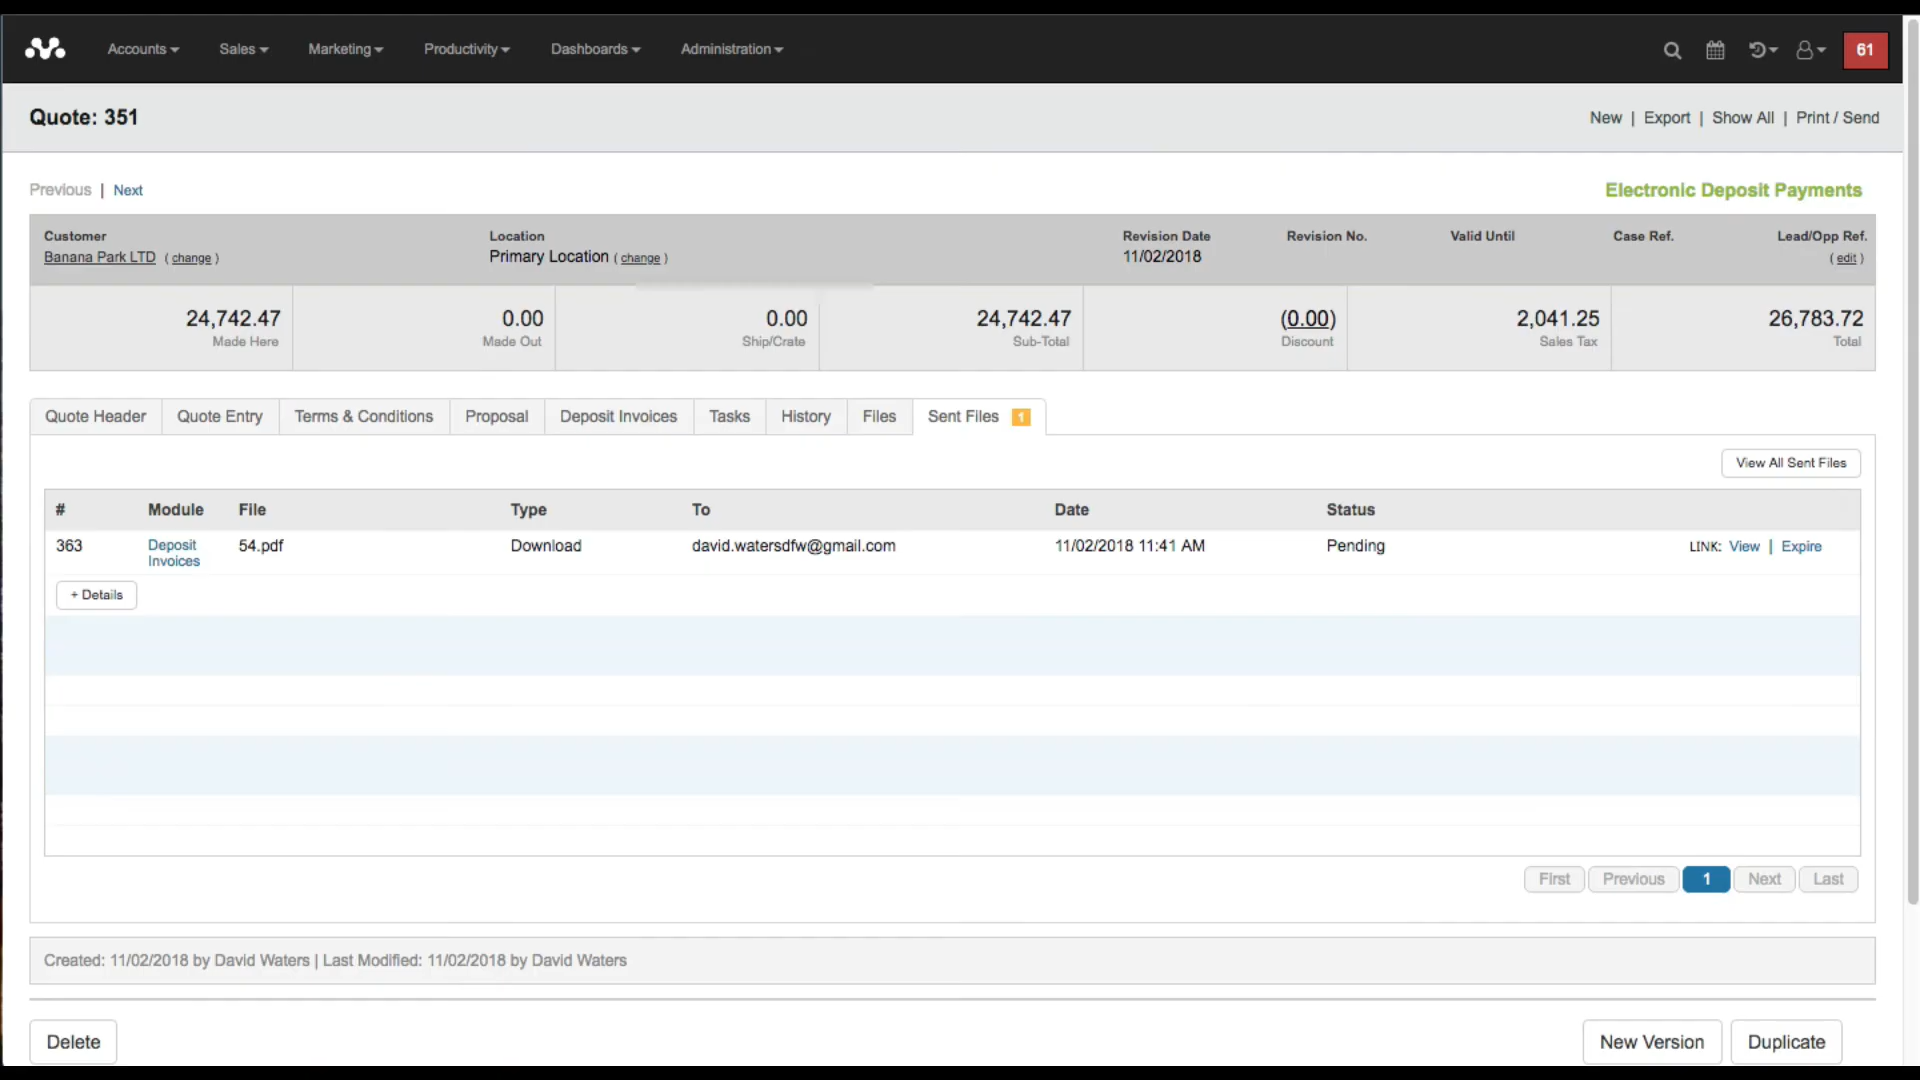 Accounts Sales Marketing Productivity Dashboards Administration 61
Quote: 351
New | Export | Show All | Print / Send
Previous | Next
Electronic Deposit Payments
Customer Location Revision Date Revision No. Valid Until Case Ref. Lead/Opp Ref.
Banana Park LTD ( change ) Primary Location ( change ) 11/02/2018 ( edit )
24,742.47 0.00 0.00 24,742.47 (0.00) 2,041.25 26,783.72
Made Here Made Out Ship/Crate Sub-Total Discount Sales Tax Total
Quote Header Quote Entry Terms & Conditions Proposal Deposit Invoices Tasks History Files Sent Files 1
View All Sent Files
# Module File Type To Date Status
363 Deposit 54.pdf Download david.watersdfw@gmail.com 11/02/2018 11:41 AM Pending LINK: View | Expire
Invoices
+ Details
First Previous 1 Next Last
Created: 11/02/2018 by David Waters | Last Modified: 11/02/2018 by David Waters
Delete New Version Duplicate